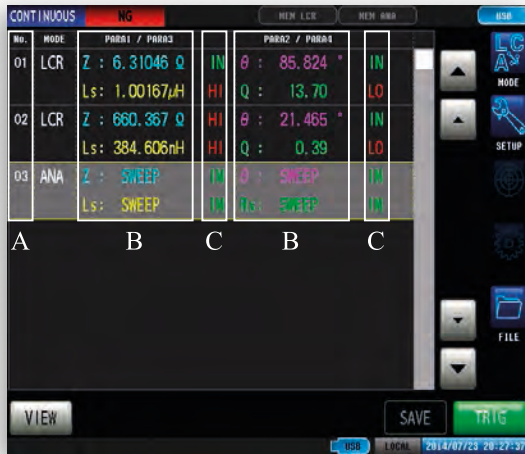 CONTINUOUS NG MEM LCR MEM ANA USB
No. MODE PARA1 / PARA3 PARA2 / PARA4
01 LCR Z : 6.31046 Ω IN θ : 85.824 ° IN
Ls: 1.00167μH HI Q : 13.70 LO
02 LCR Z : 660.367 Ω HI θ : 21.465 ° IN
Ls: 384.606nH HI Q : 0.39 LO
03 ANA Z : SWEEP IN θ : SWEEP IN
Ls: SWEEP IN Rs: SWEEP IN
A B C B C
LCR
MODE
SETUP
FILE
VIEW SAVE TRIG
USB LOCAL 2014/07/23 20:27:37